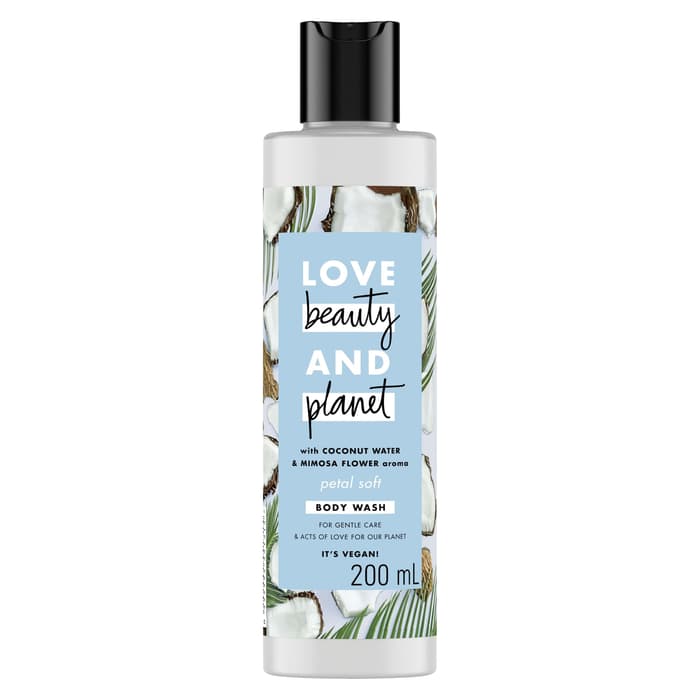 LOVE
beauty
AND
planet
with COCONUT WATER
& MIMOSA FLOWER aroma
petal soft
BODY WASH
FOR GENTLE CARE
& ACTS OF LOVE FOR OUR PLANET
IT'S VEGAN!
200 mL